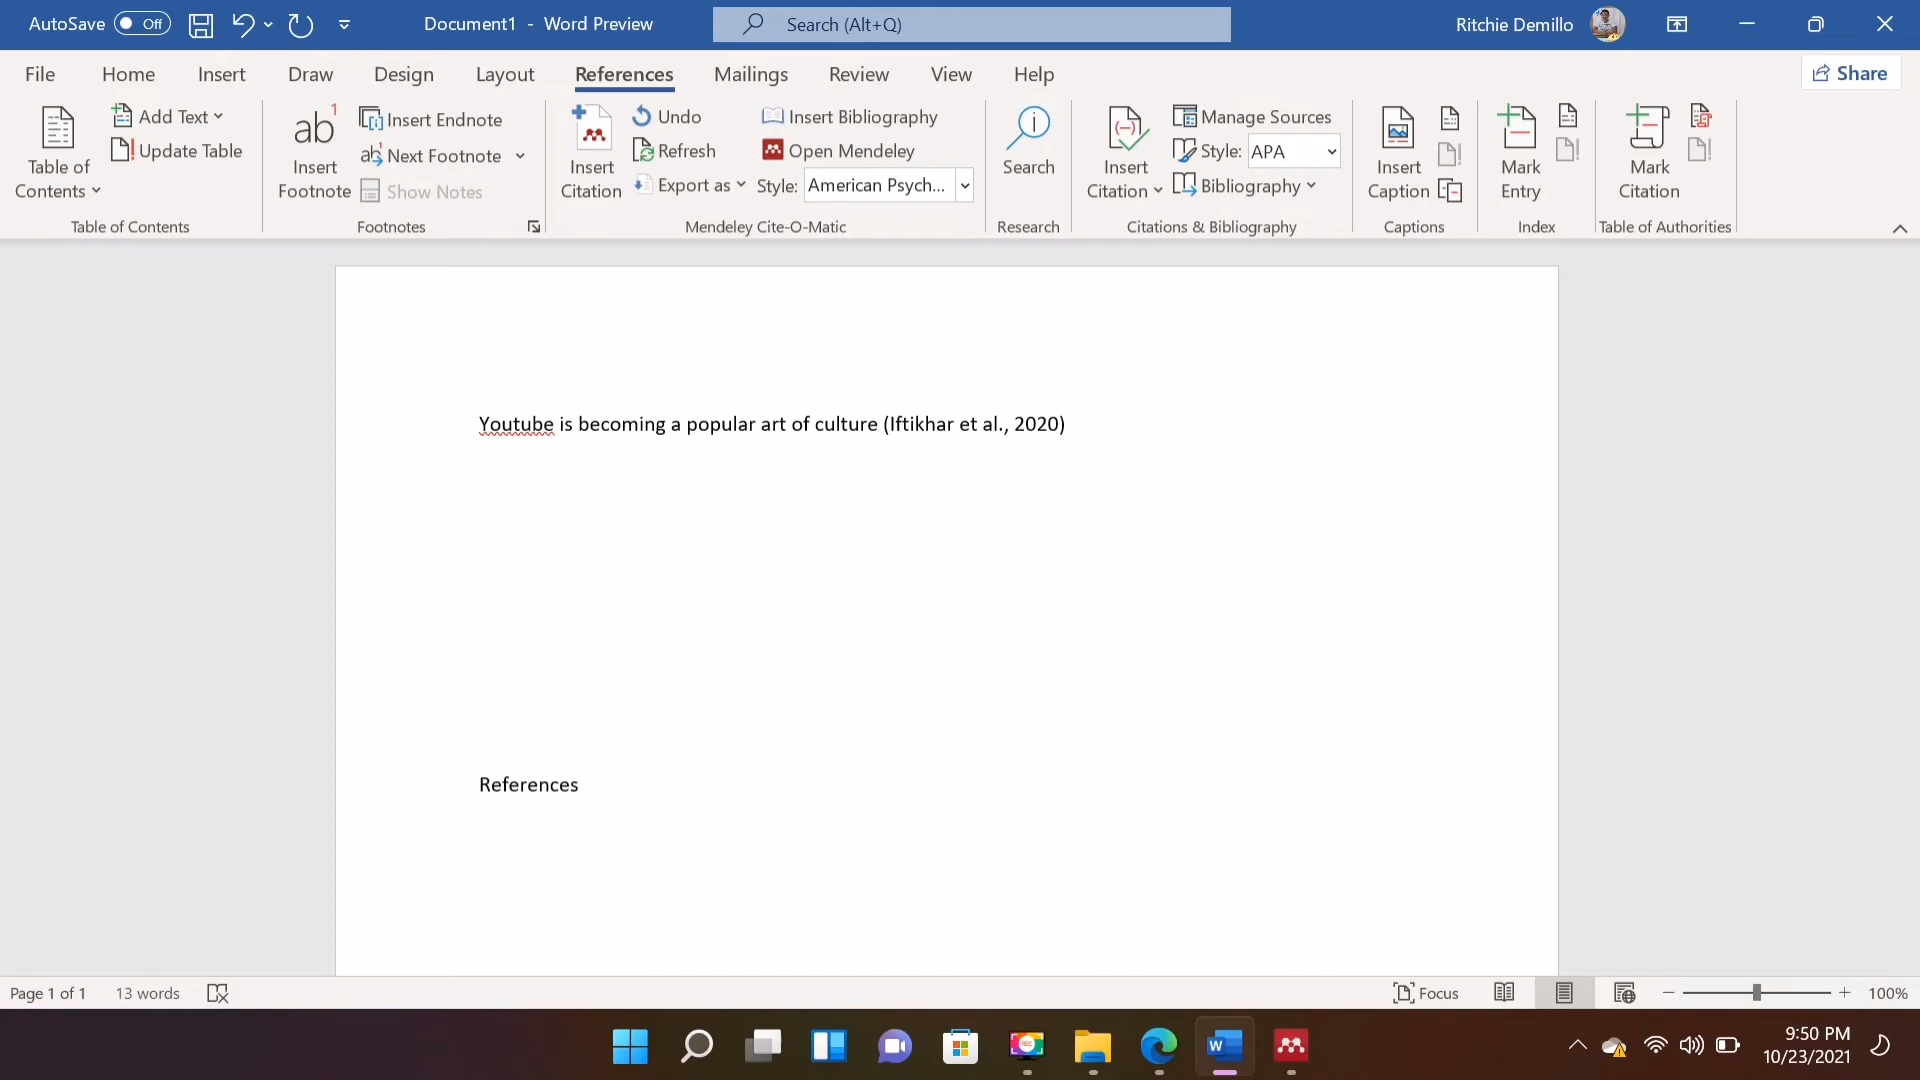 AutoSave Off Document1 - Word Preview Search (Alt+Q) Ritchie Demillo
File Home Insert Draw Design Layout References Mailings Review View Help Share
Table of Contents
Add Text
Update Table
Table of Contents
ab1
Insert Footnote
Insert Endnote
Next Footnote
Show Notes
Footnotes
Insert Citation
Undo
Refresh
Export as
Insert Bibliography
Open Mendeley
Style: American Psych...
Mendeley Cite-O-Matic
Search
Research
Insert Citation
Manage Sources
Style: APA
Bibliography
Citations & Bibliography
Insert Caption
Captions
Mark Entry
Index
Mark Citation
Table of Authorities
Youtube is becoming a popular art of culture (Iftikhar et al., 2020)
References
Page 1 of 1 13 words Focus 100%
9:50 PM
10/23/2021